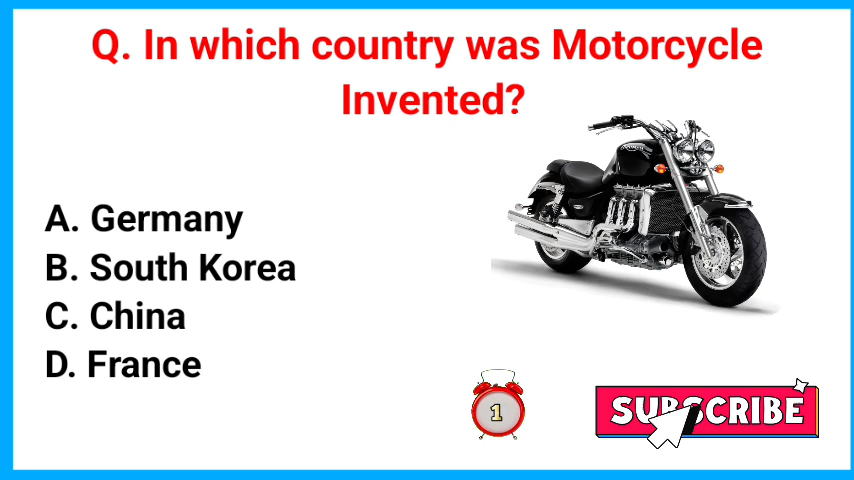 Q. In which country was Motorcycle
Invented?
A. Germany
B. South Korea
C. China
D. France
1
SUBSCRIBE